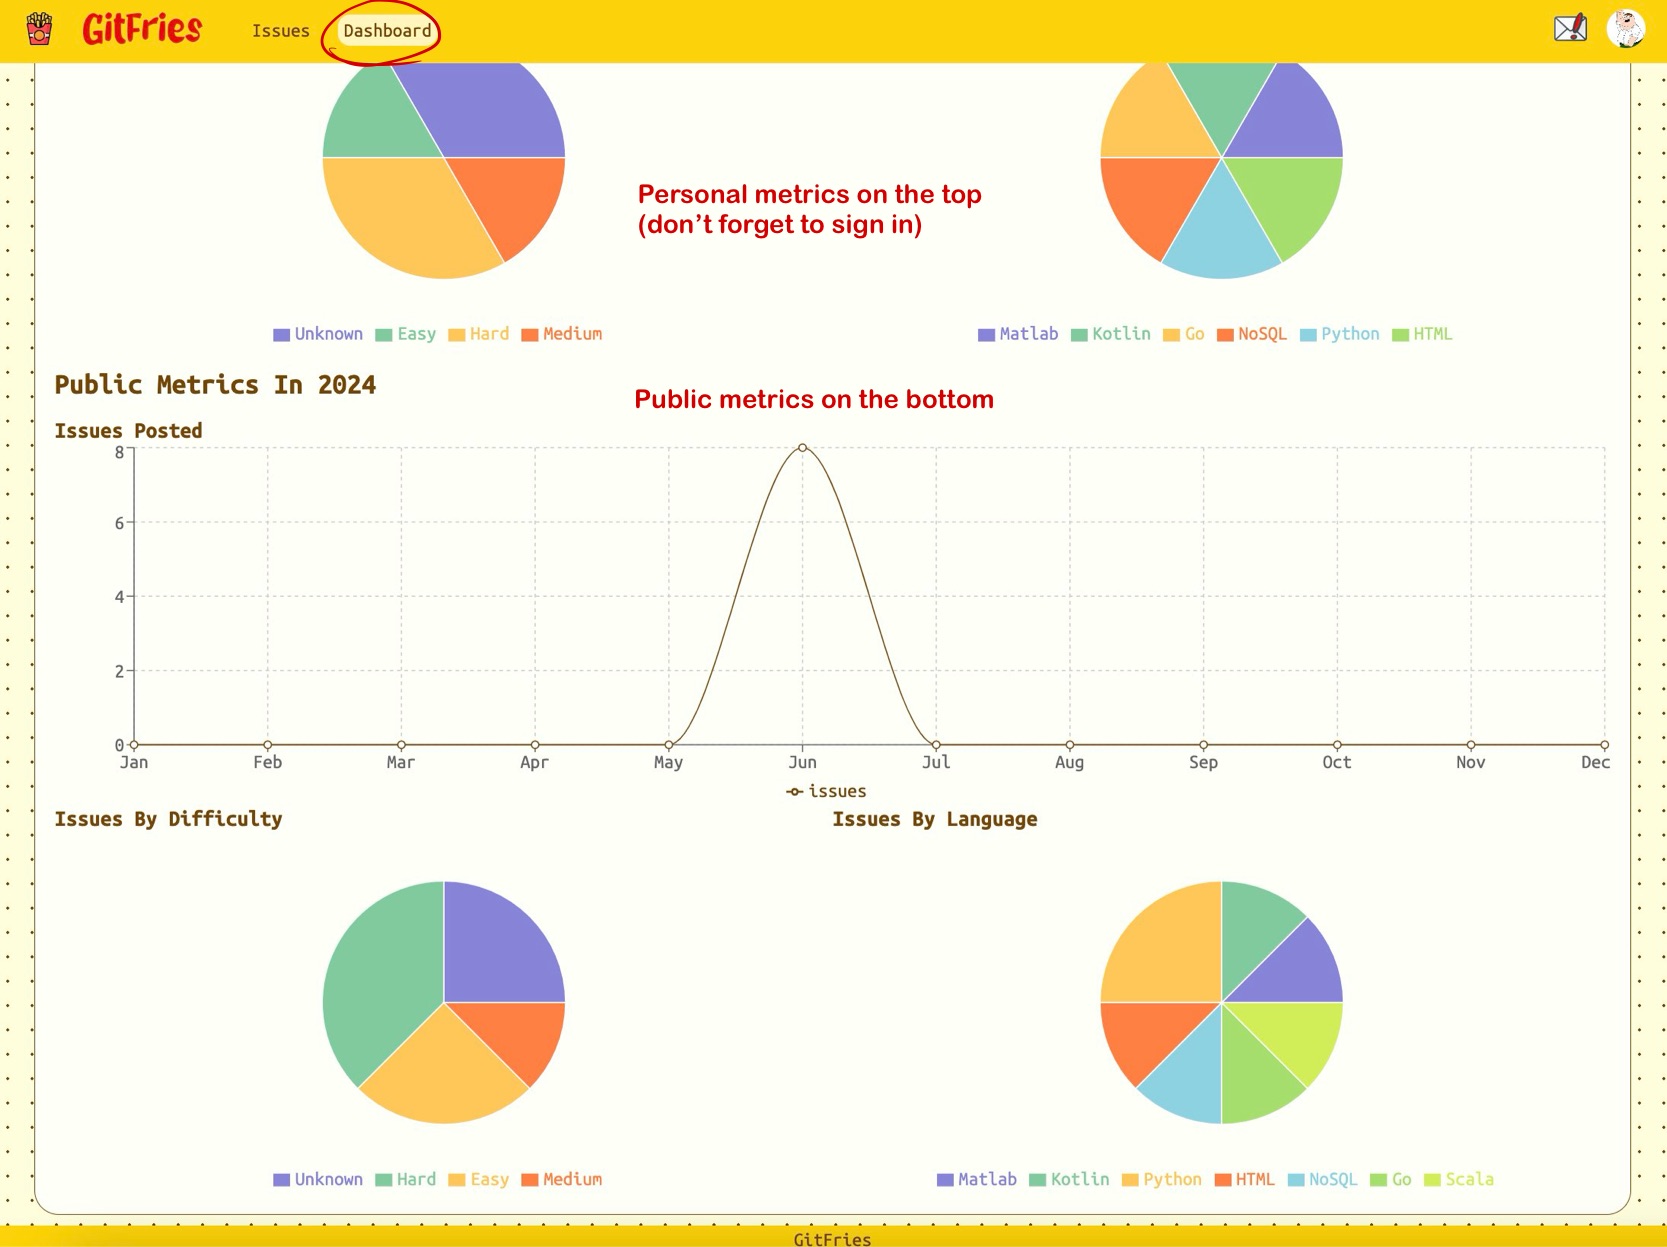 GitFries
Issues
Dashboard
Personal metrics on the top
(don’t forget to sign in)
Unknown Easy Hard Medium
Matlab Kotlin Go NoSQL Python HTML
Public Metrics In 2024
Public metrics on the bottom
Issues Posted
8
6
4
2
0
Jan Feb Mar Apr May Jun Jul Aug Sep Oct Nov Dec
issues
Issues By Difficulty
Issues By Language
Unknown Hard Easy Medium
Matlab Kotlin Python HTML NoSQL Go Scala
GitFries